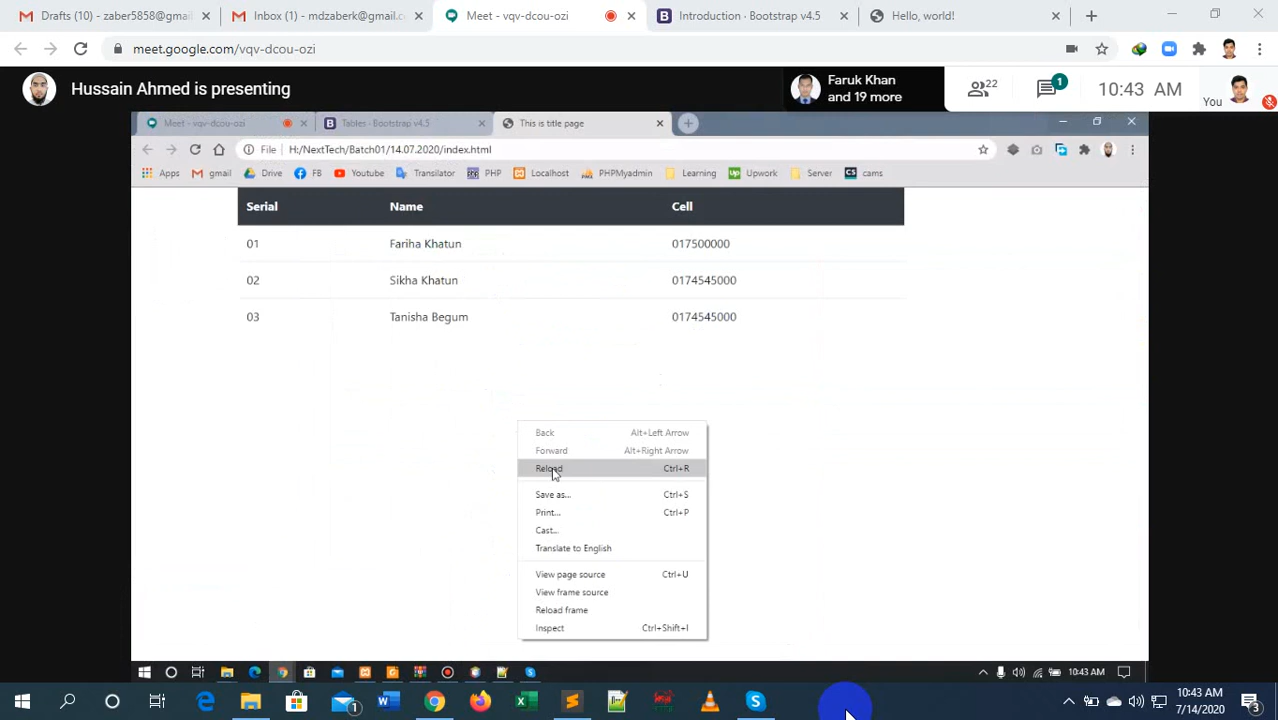 Drafts (10) - zaber5858@gmail
Inbox (1) - mdzaberk@gmail.co
Meet - vqv-dcou-ozi
Introduction · Bootstrap v4.5
Hello, world!
meet.google.com/vqv-dcou-ozi
Hussain Ahmed is presenting
Faruk Khan
and 19 more
22
1
10:43 AM
You
Meet - vqv-dcou-ozi
Tables · Bootstrap v4.5
This is title page
File
H:/NextTech/Batch01/14.07.2020/index.html
Apps
gmail
Drive
FB
Youtube
Translator
PHP
Localhost
PHPMyadmin
Learning
Upwork
Server
CS cams
Serial Name Cell
01 Fariha Khatun 017500000
02 Sikha Khatun 0174545000
03 Tanisha Begum 0174545000
Back Alt+Left Arrow
Forward Alt+Right Arrow
Reload Ctrl+R
Save as... Ctrl+S
Print... Ctrl+P
Cast...
Translate to English
View page source Ctrl+U
View frame source
Reload frame
Inspect Ctrl+Shift+I
10:43 AM
10:43 AM
7/14/2020
1
3